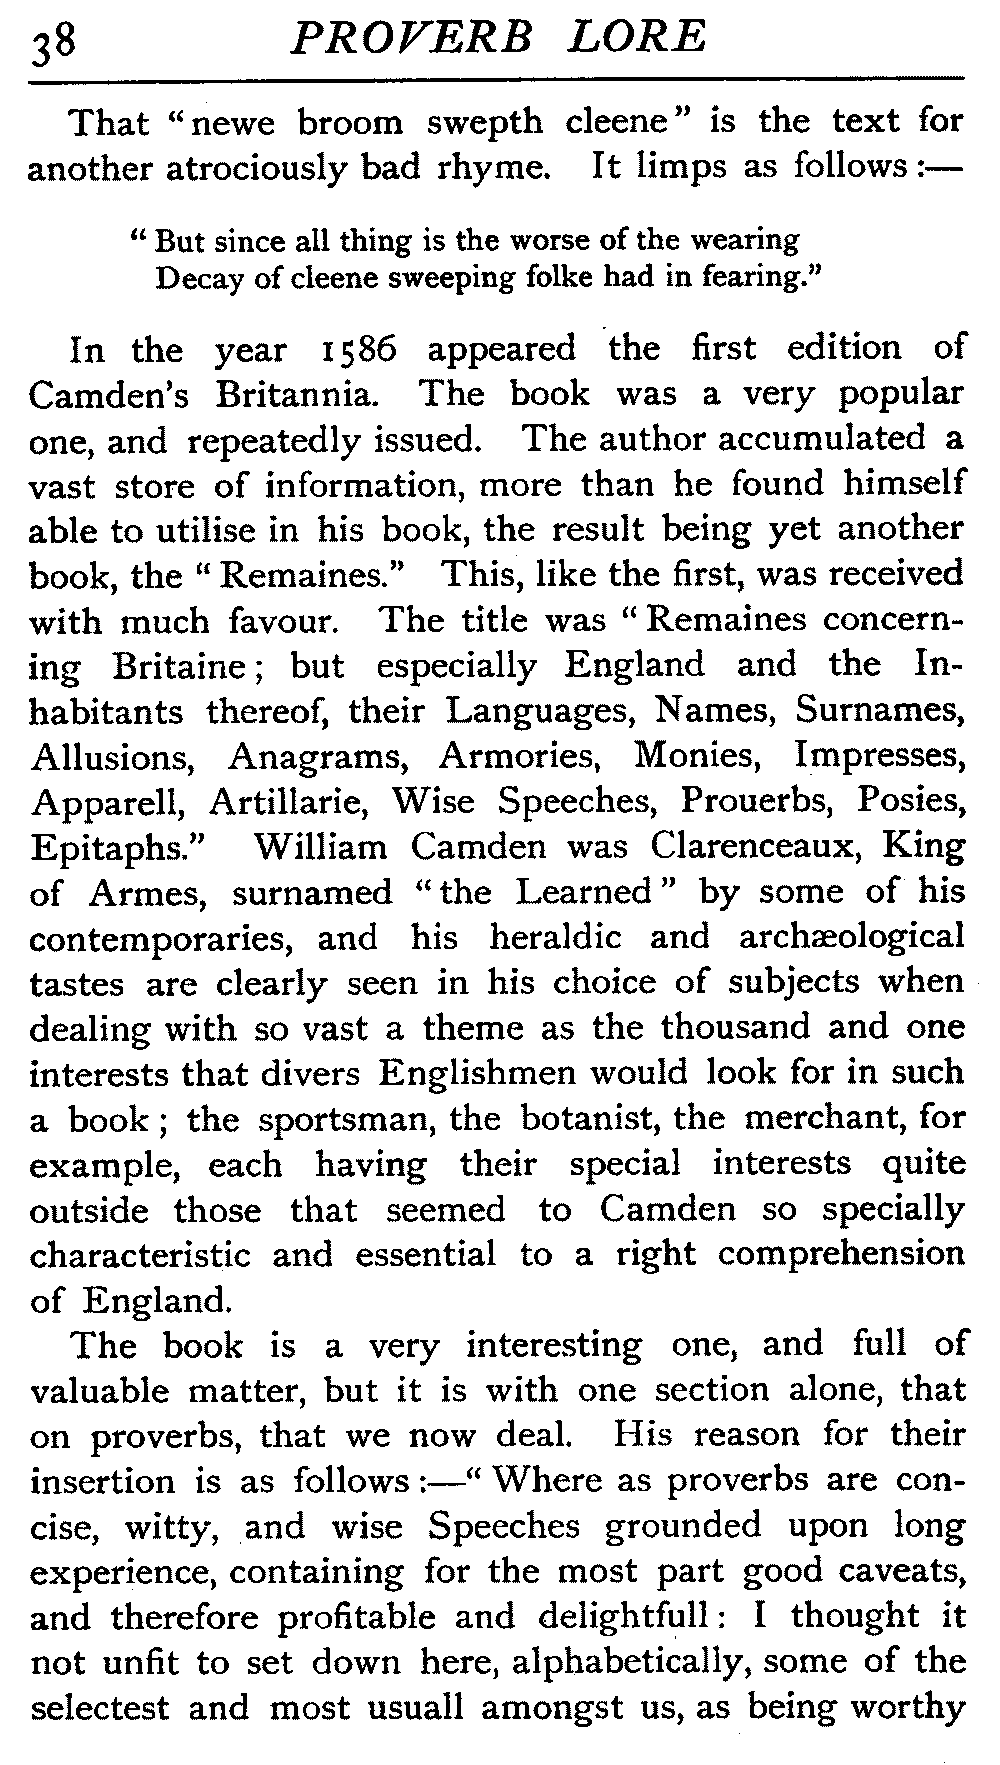 38 PROVERB LORE
That “newe broom swepth cleene” is the text for
another atrociously bad rhyme. It limps as follows :—
“ But since all thing is the worse of the wearing
Decay of cleene sweeping folke had in fearing.”
In the year 1586 appeared the first edition of
Camden's Britannia. The book was a very popular
one, and repeatedly issued. The author accumulated a
vast store of information, more than he found himself
able to utilise in his book, the result being yet another
book, the “ Remaines.” This, like the first, was received
with much favour. The title was “ Remaines concern-
ing Britaine ; but especially England and the In-
habitants thereof, their Languages, Names, Surnames,
Allusions, Anagrams, Armories, Monies, Impresses,
Apparell, Artillarie, Wise Speeches, Prouerbs, Posies,
Epitaphs.” William Camden was Clarenceaux, King
of Armes, surnamed “the Learned” by some of his
contemporaries, and his heraldic and archæological
tastes are clearly seen in his choice of subjects when
dealing with so vast a theme as the thousand and one
interests that divers Englishmen would look for in such
a book ; the sportsman, the botanist, the merchant, for
example, each having their special interests quite
outside those that seemed to Camden so specially
characteristic and essential to a right comprehension
of England.
The book is a very interesting one, and full of
valuable matter, but it is with one section alone, that
on proverbs, that we now deal. His reason for their
insertion is as follows :—“ Where as proverbs are con-
cise, witty, and wise Speeches grounded upon long
experience, containing for the most part good caveats,
and therefore profitable and delightfull : I thought it
not unfit to set down here, alphabetically, some of the
selectest and most usuall amongst us, as being worthy